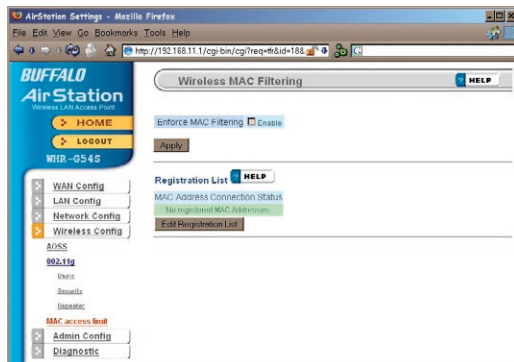 AirStation Settings - Mozilla Firefox
File Edit View Go Bookmarks Tools Help
http://192.168.11.1/cgi-bin/cgi?req=tfr&id=18&
BUFFALO
AirStation
Wireless LAN Access Point
HOME
LOGOUT
WHR-G54S
WAN Config
LAN Config
Network Config
Wireless Config
AOSS
802.11g
Basic
Security
Repeater
MAC access limit
Admin Config
Diagnostic
Wireless MAC Filtering
HELP
Enforce MAC Filtering Enable
Apply
Registration List HELP
MAC Address Connection Status
No registered MAC Addresses
Edit Registration List